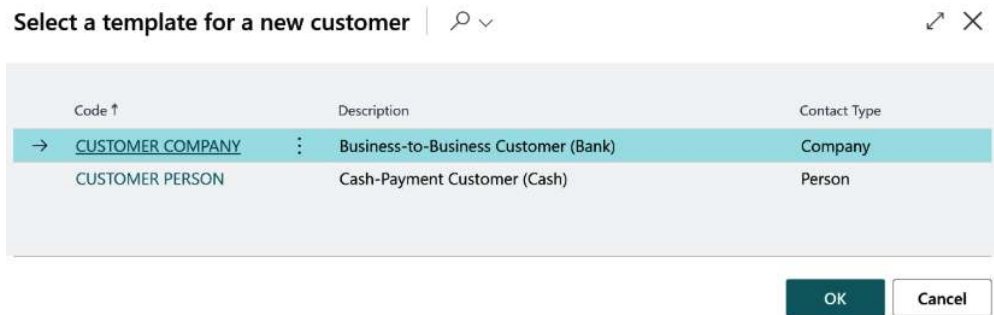 Select a template for a new customer
Code ↑ Description Contact Type
→ CUSTOMER COMPANY ⋮ Business-to-Business Customer (Bank) Company
CUSTOMER PERSON Cash-Payment Customer (Cash) Person
OK Cancel